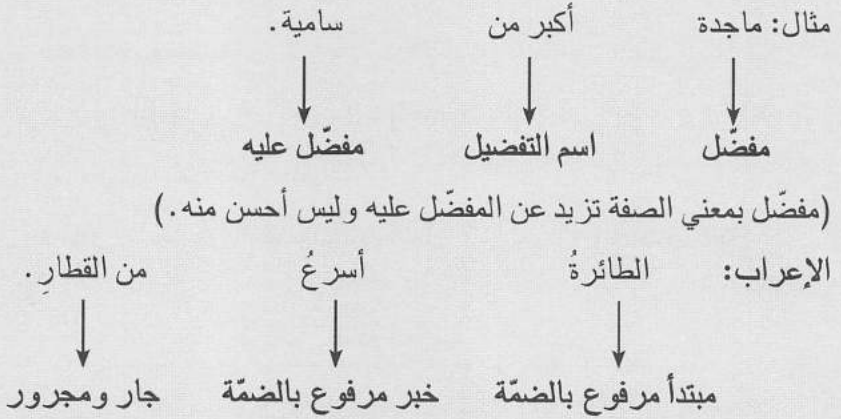 مثال: ماجدة أكبر من سامية.
مفضّل اسم التفضيل مفضّل عليه
(مفضّل بمعني الصفة تزيد عن المفضّل عليه وليس أحسن منه.)
الإعراب: الطائرةُ أسرعُ من القطارِ.
مبتدأ مرفوع بالضمّة خبر مرفوع بالضمّة جار ومجرور